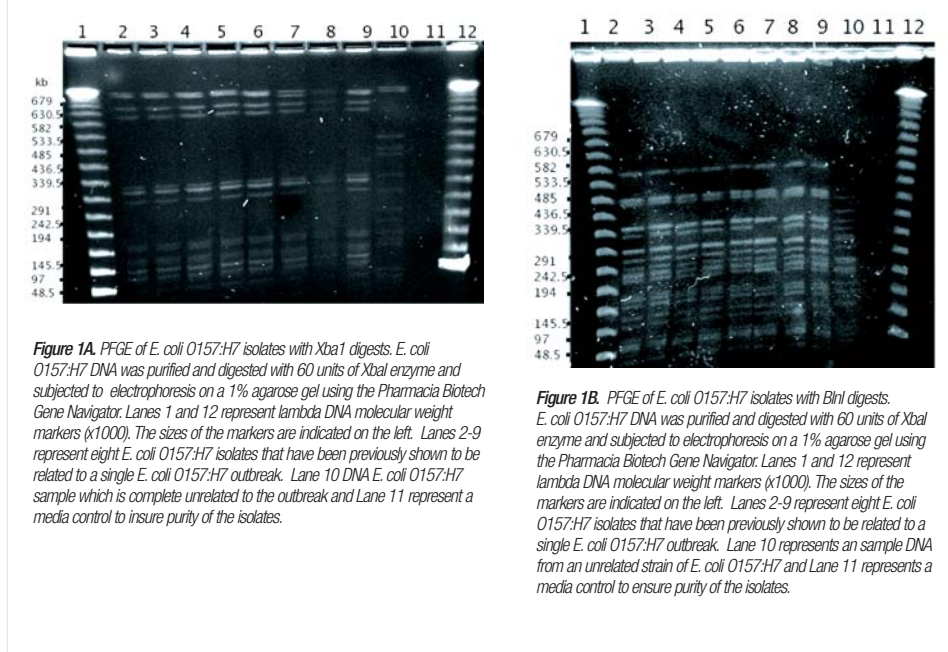 1 2 3 4 5 6 7 8 9 10 11 12
kb
679
630.5
582
533.5
485
436.5
339.5
291
242.5
194
145.5
97
48.5
Figure 1A. PFGE of E. coli O157:H7 isolates with Xba1 digests. E. coli
O157:H7 DNA was purified and digested with 60 units of XbaI enzyme and
subjected to electrophoresis on a 1% agarose gel using the Pharmacia Biotech
Gene Navigator. Lanes 1 and 12 represent lambda DNA molecular weight
markers (x1000). The sizes of the markers are indicated on the left. Lanes 2-9
represent eight E. coli O157:H7 isolates that have been previously shown to be
related to a single E. coli O157:H7 outbreak. Lane 10 DNA E. coli O157:H7
sample which is complete unrelated to the outbreak and Lane 11 represent a
media control to insure purity of the isolates.
1 2 3 4 5 6 7 8 9 10 11 12
679
630.5
582
533.5
485
436.5
339.5
291
242.5
194
145.5
97
48.5
Figure 1B. PFGE of E. coli O157:H7 isolates with BlnI digests.
E. coli O157:H7 DNA was purified and digested with 60 units of XbaI
enzyme and subjected to electrophoresis on a 1% agarose gel using
the Pharmacia Biotech Gene Navigator. Lanes 1 and 12 represent
lambda DNA molecular weight markers (x1000). The sizes of the
markers are indicated on the left. Lanes 2-9 represent eight E. coli
O157:H7 isolates that have been previously shown to be related to a
single E. coli O157:H7 outbreak. Lane 10 represents an sample DNA
from an unrelated strain of E. coli O157:H7 and Lane 11 represents a
media control to ensure purity of the isolates.